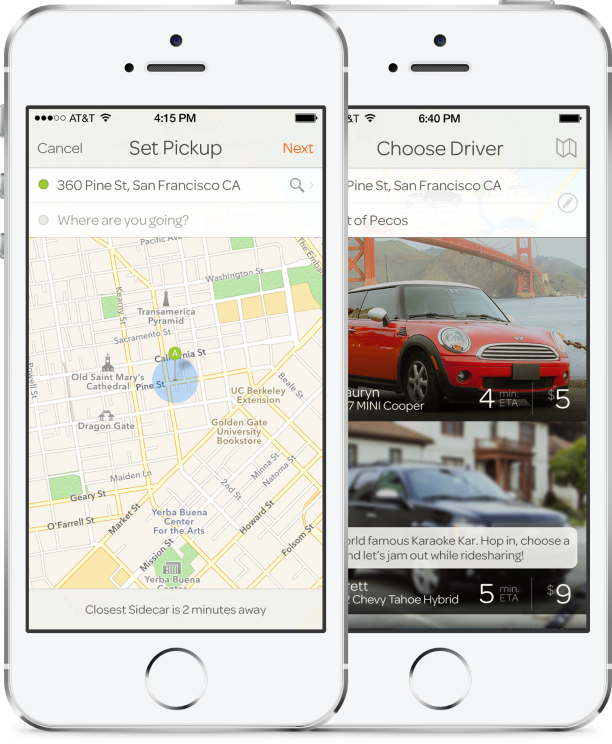 AT&T
4:15 PM
Cancel
Set Pickup
Next
360 Pine St, San Francisco CA
Where are you going?
Pacific Ave
The Emba
Washington St
Kearny St
Transamerica
Pyramid
Sacramento St
A
California St
Old Saint Mary's
Cathedral
Pine St
Powell St
Beale St
UC Berkeley
Extension
Dragon Gate
Golden Gate
University
Bookstore
Minna St
Natoma St
Maiden Ln
2nd St
Geary St
Market St
Yerba Buena
Center
For the Arts
Howard St
O'Farrell St
Folsom St
Mission St
Yerba Buena
Closest Sidecar is 2 minutes away
&T
6:40 PM
Choose Driver
Pine St, San Francisco CA
t of Pecos
auryn
7 MINI Cooper
4 min. ETA
$5
orld famous Karaoke Kar. Hop in, choose a
nd let's jam out while ridesharing!
rett
2 Chevy Tahoe Hybrid
5 min. ETA
$9